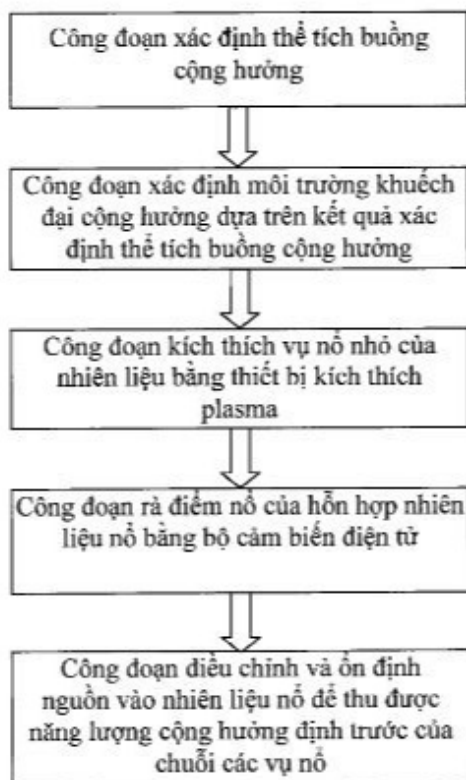 Công đoạn xác định thể tích buồng
cộng hưởng
Công đoạn xác định môi trường khuếch
đại cộng hưởng dựa trên kết quả xác
định thể tích buồng cộng hưởng
Công đoạn kích thích vụ nổ nhỏ của
nhiên liệu bằng thiết bị kích thích
plasma
Công đoạn rà điểm nổ của hỗn hợp nhiên
liệu nổ bằng bộ cảm biến điện tử
Công đoạn điều chỉnh và ổn định
nguồn vào nhiên liệu nổ để thu được
năng lượng cộng hưởng định trước của
chuỗi các vụ nổ